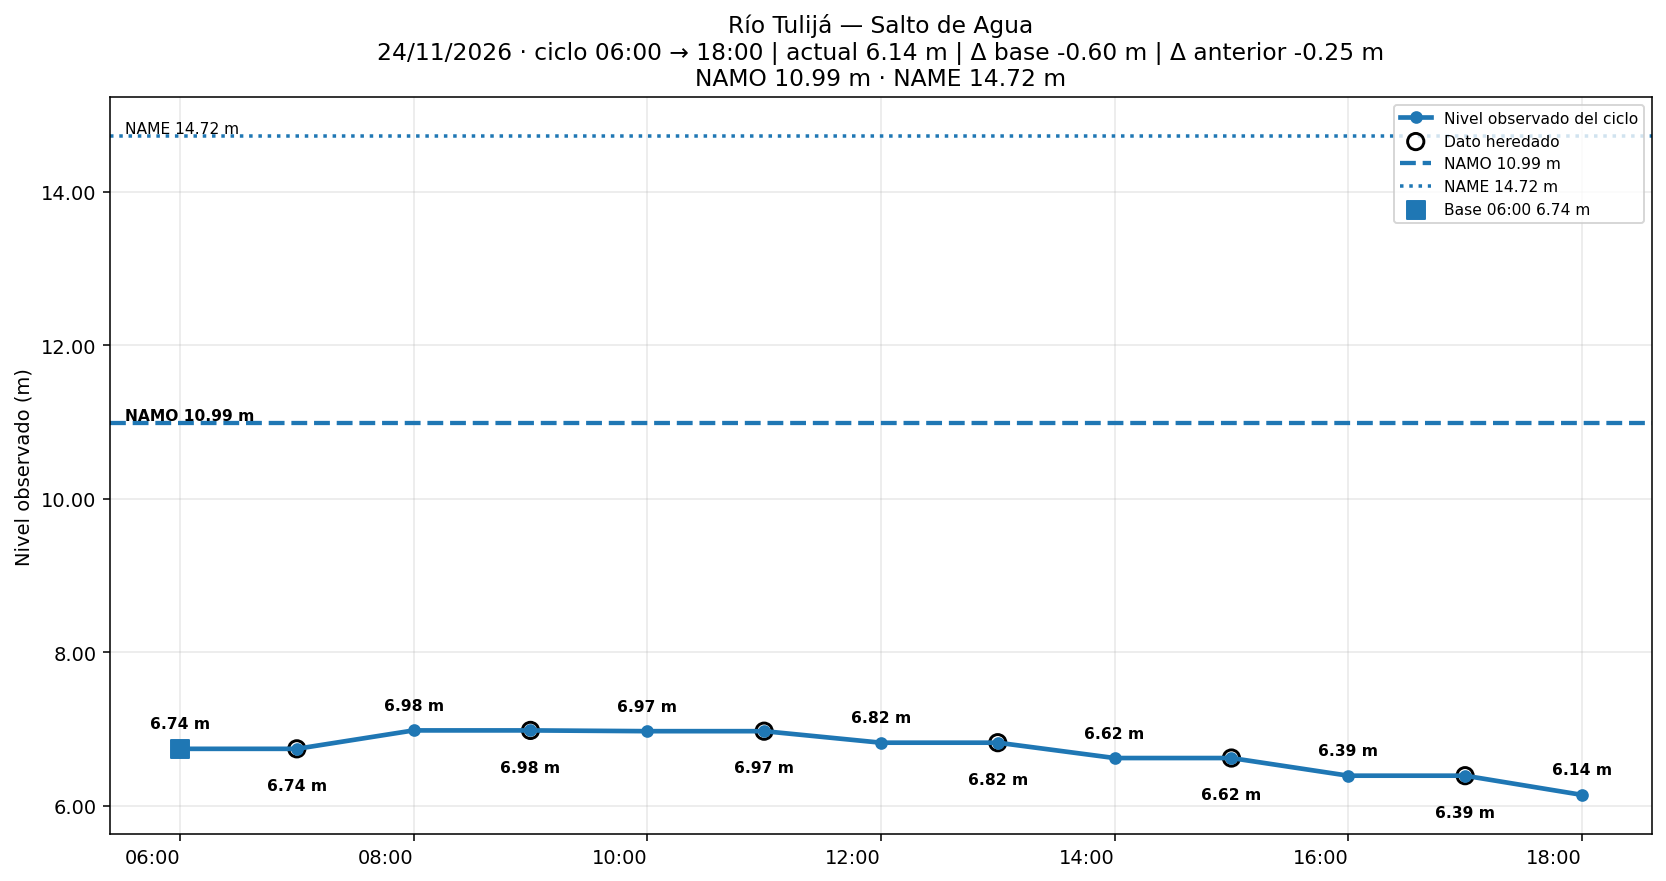 Río Tulijá — Salto de Agua
24/11/2026 · ciclo 06:00 → 18:00 | actual 6.14 m | Δ base -0.60 m | Δ anterior -0.25 m
NAMO 10.99 m · NAME 14.72 m
NAME 14.72 m
Nivel observado del ciclo
Dato heredado
NAMO 10.99 m
NAME 14.72 m
Base 06:00 6.74 m
Nivel observado (m)
14.00
12.00
NAMO 10.99 m
10.00
8.00
6.00
6.74 m
6.74 m
6.98 m
6.98 m
6.97 m
6.97 m
6.82 m
6.82 m
6.62 m
6.62 m
6.39 m
6.39 m
6.14 m
06:00
08:00
10:00
12:00
14:00
16:00
18:00